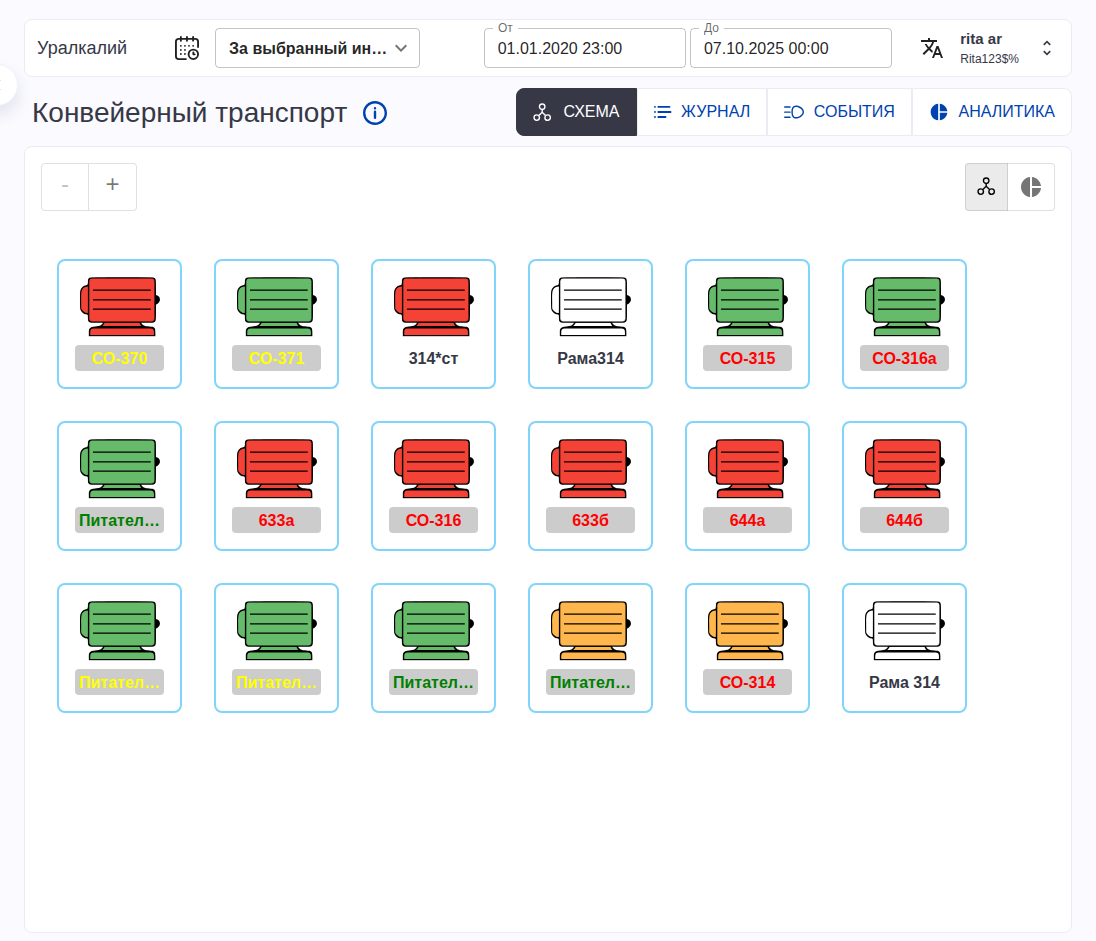 Уралкалий
За выбранный ин...
От
01.01.2020 23:00
До
07.10.2025 00:00
rita ar
Rita123$%
Конвейерный транспорт
СХЕМА
ЖУРНАЛ
СОБЫТИЯ
АНАЛИТИКА
- +
СО-370 СО-371 314*ст Рама314 СО-315 СО-316а
Питател... 633а СО-316 633б 644а 644б
Питател... Питател... Питател... Питател... СО-314 Рама 314